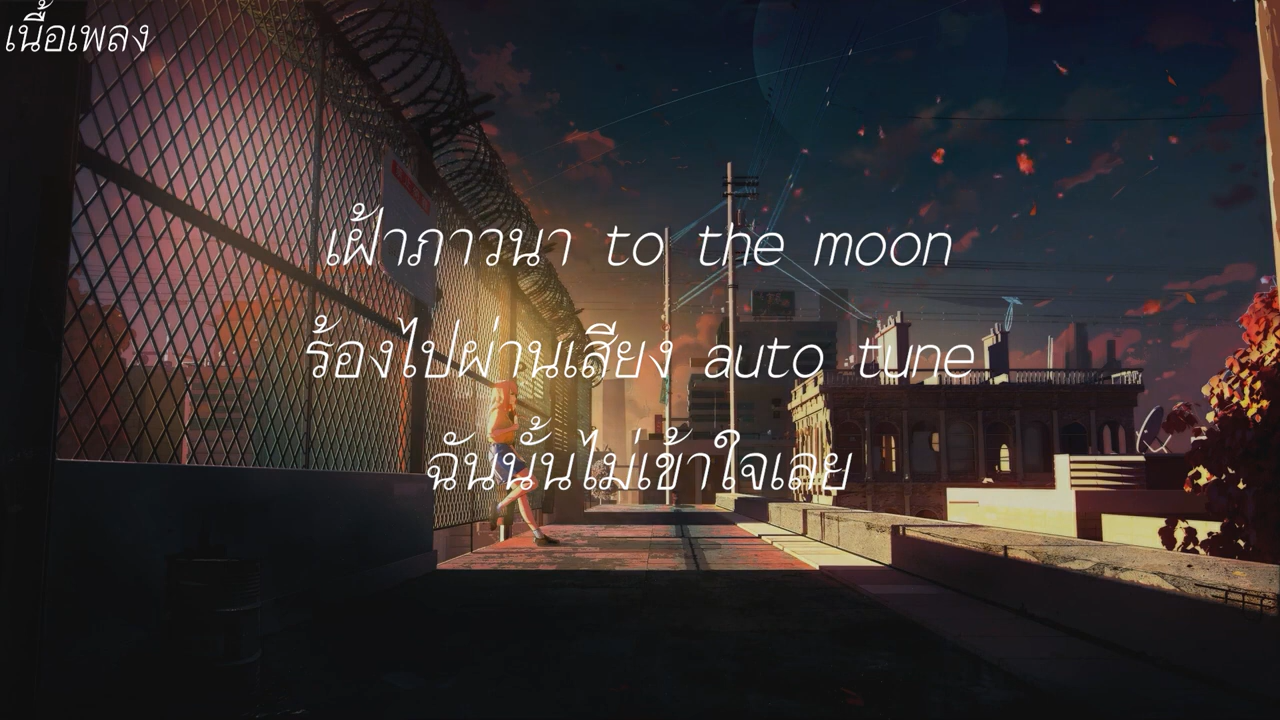 เนื้อเพลง
เฝ้าภาวนา to the moon
ร้องไปผ่านเสียง auto tune
ฉันนั้นไม่เข้าใจเลย